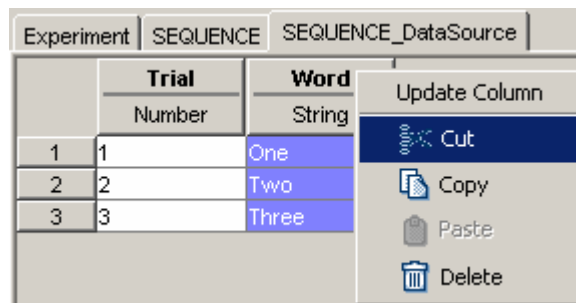 Experiment SEQUENCE SEQUENCE_DataSource
Trial Word
Number String
1 1 One
2 2 Two
3 3 Three
Update Column
Cut
Copy
Paste
Delete